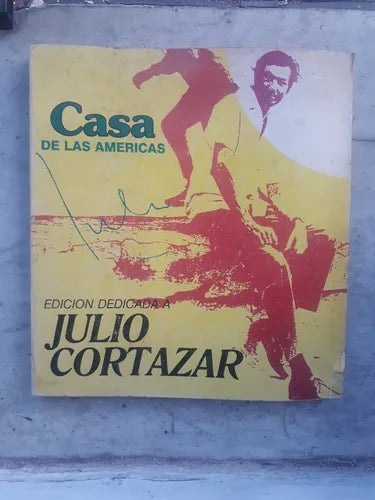 Casa
DE LAS AMERICAS
EDICION DEDICADA A
JULIO
CORTAZAR